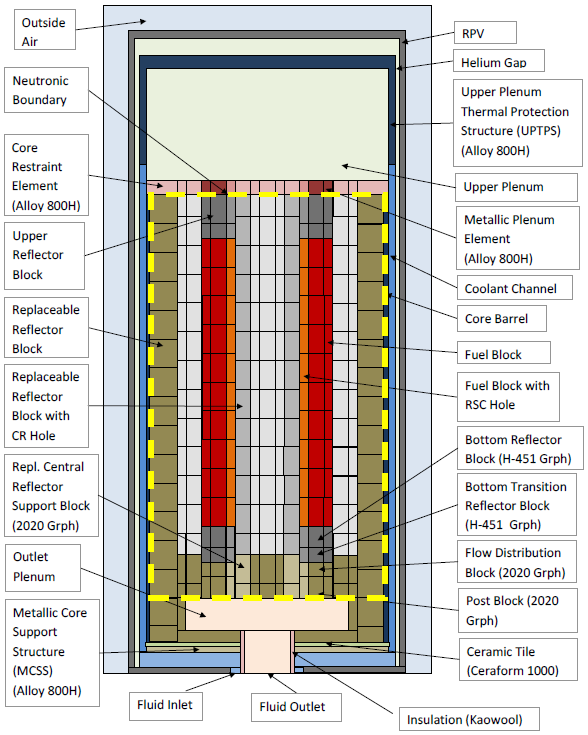 Outside
Air
Neutronic
Boundary
Core
Restraint
Element
(Alloy 800H)
Upper
Reflector
Block
Replaceable
Reflector
Block
Replaceable
Reflector
Block with
CR Hole
Repl. Central
Reflector
Support Block
(2020 Grph)
Outlet
Plenum
Metallic Core
Support
Structure
(MCSS)
(Alloy 800H)
Fluid Inlet
Fluid Outlet
RPV
Helium Gap
Upper Plenum
Thermal Protection
Structure (UPTPS)
(Alloy 800H)
Upper Plenum
Metallic Plenum
Element
(Alloy 800H)
Coolant Channel
Core Barrel
Fuel Block
Fuel Block with
RSC Hole
Bottom Reflector
Block (H-451 Grph)
Bottom Transition
Reflector Block
(H-451 Grph)
Flow Distribution
Block (2020 Grph)
Post Block (2020
Grph)
Ceramic Tile
(Ceraform 1000)
Insulation (Kaowool)